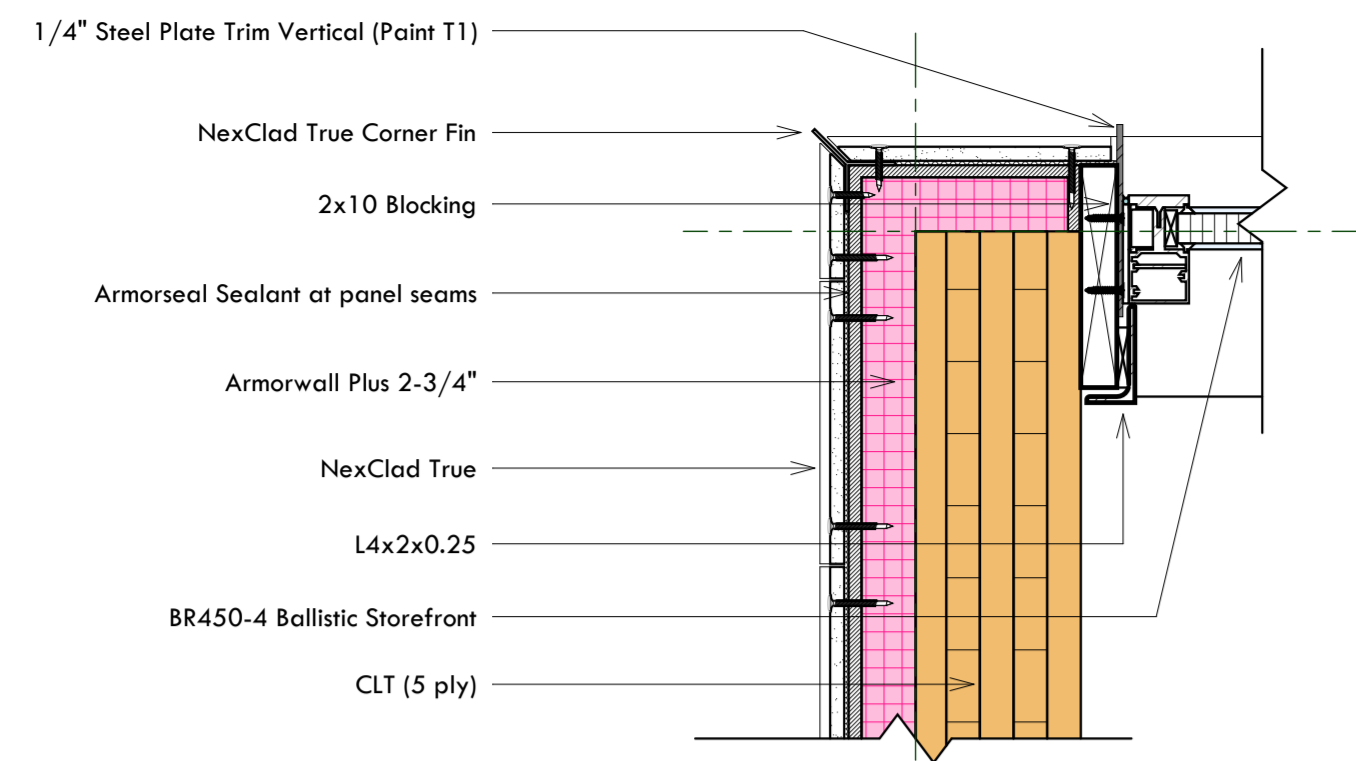 1/4" Steel Plate Trim Vertical (Paint T1)
NexClad True Corner Fin
2x10 Blocking
Armorseal Sealant at panel seams
Armorwall Plus 2-3/4"
NexClad True
L4x2x0.25
BR450-4 Ballistic Storefront
CLT (5 ply)